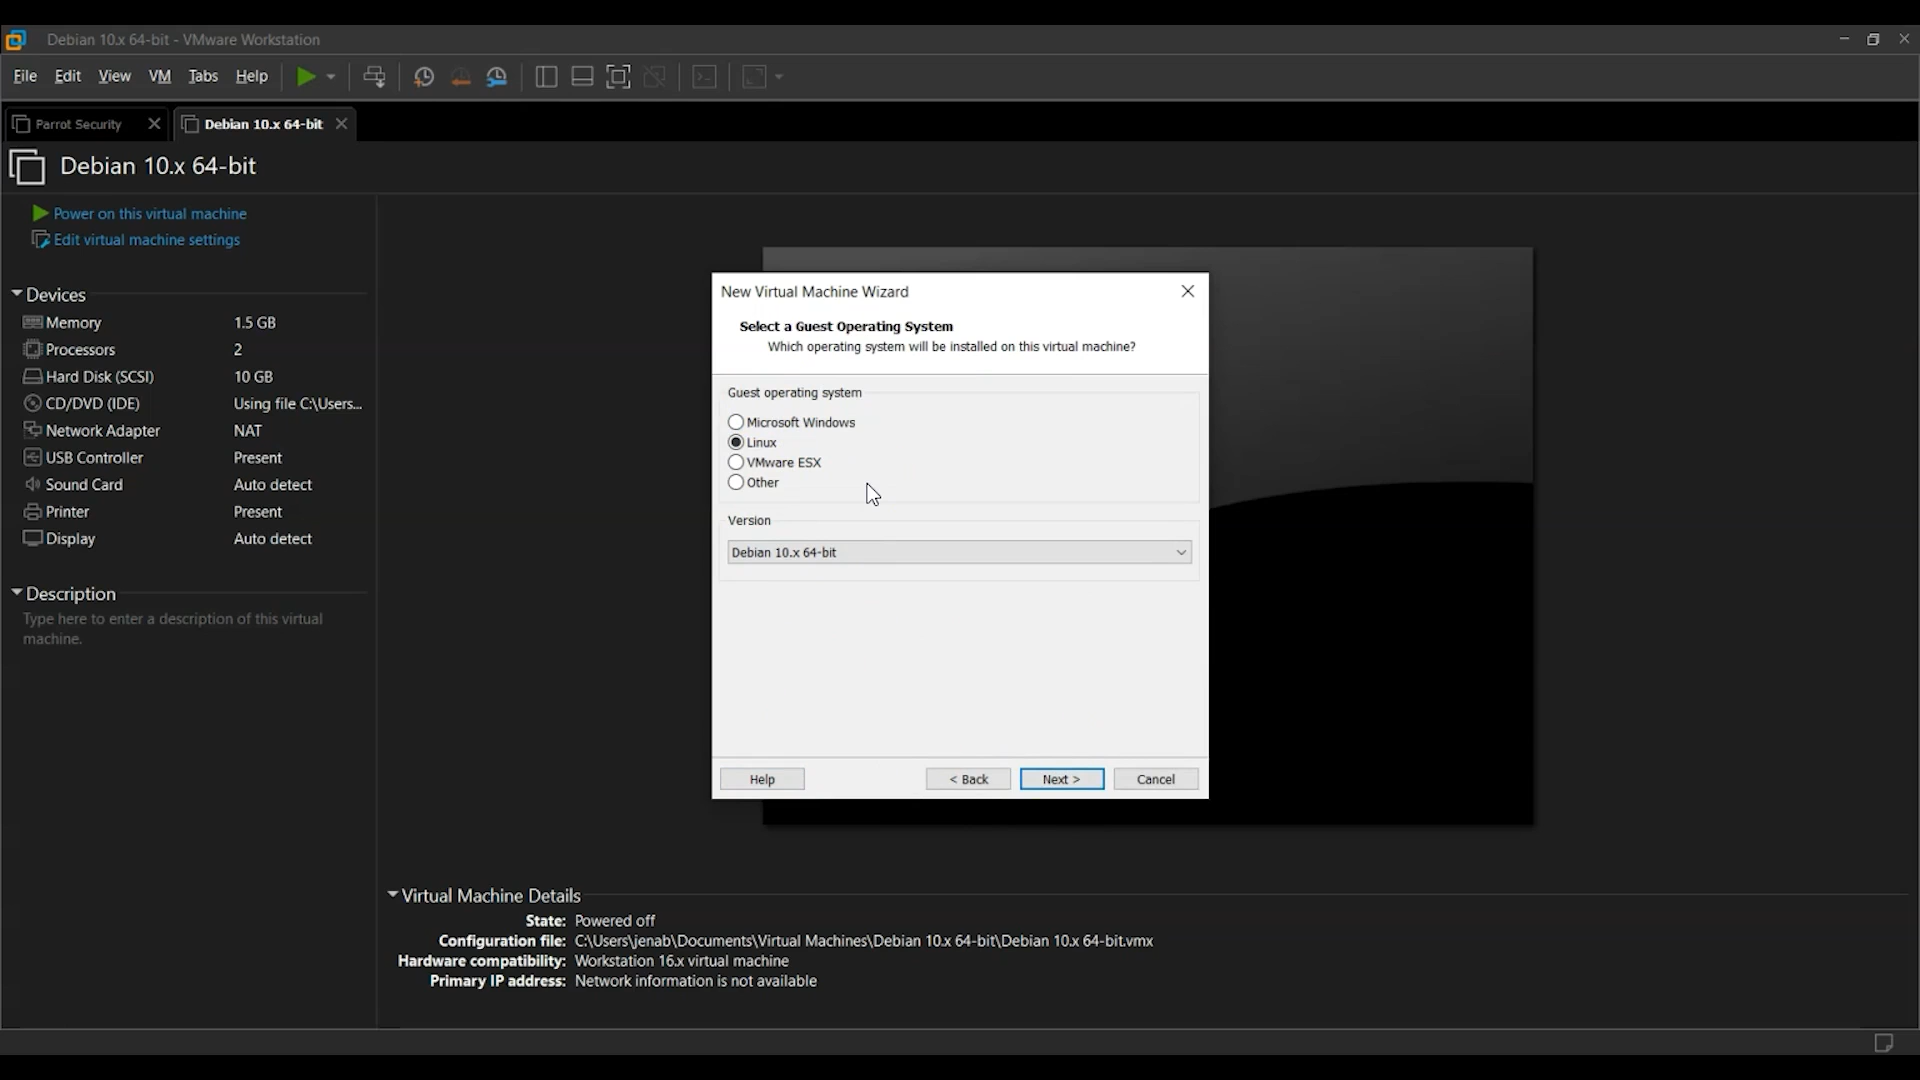 Debian 10.x 64-bit - VMware Workstation
File Edit View VM Tabs Help
Parrot Security Debian 10.x 64-bit
Debian 10.x 64-bit
Power on this virtual machine
Edit virtual machine settings
Devices
Memory 1.5 GB
Processors 2
Hard Disk (SCSI) 10 GB
CD/DVD (IDE) Using file C:\Users...
Network Adapter NAT
USB Controller Present
Sound Card Auto detect
Printer Present
Display Auto detect
Description
Type here to enter a description of this virtual
machine.
New Virtual Machine Wizard
Select a Guest Operating System
Which operating system will be installed on this virtual machine?
Guest operating system
Microsoft Windows
Linux
VMware ESX
Other
Version
Debian 10.x 64-bit
Help < Back Next > Cancel
Virtual Machine Details
State: Powered off
Configuration file: C:\Users\jenab\Documents\Virtual Machines\Debian 10.x 64-bit\Debian 10.x 64-bit.vmx
Hardware compatibility: Workstation 16.x virtual machine
Primary IP address: Network information is not available